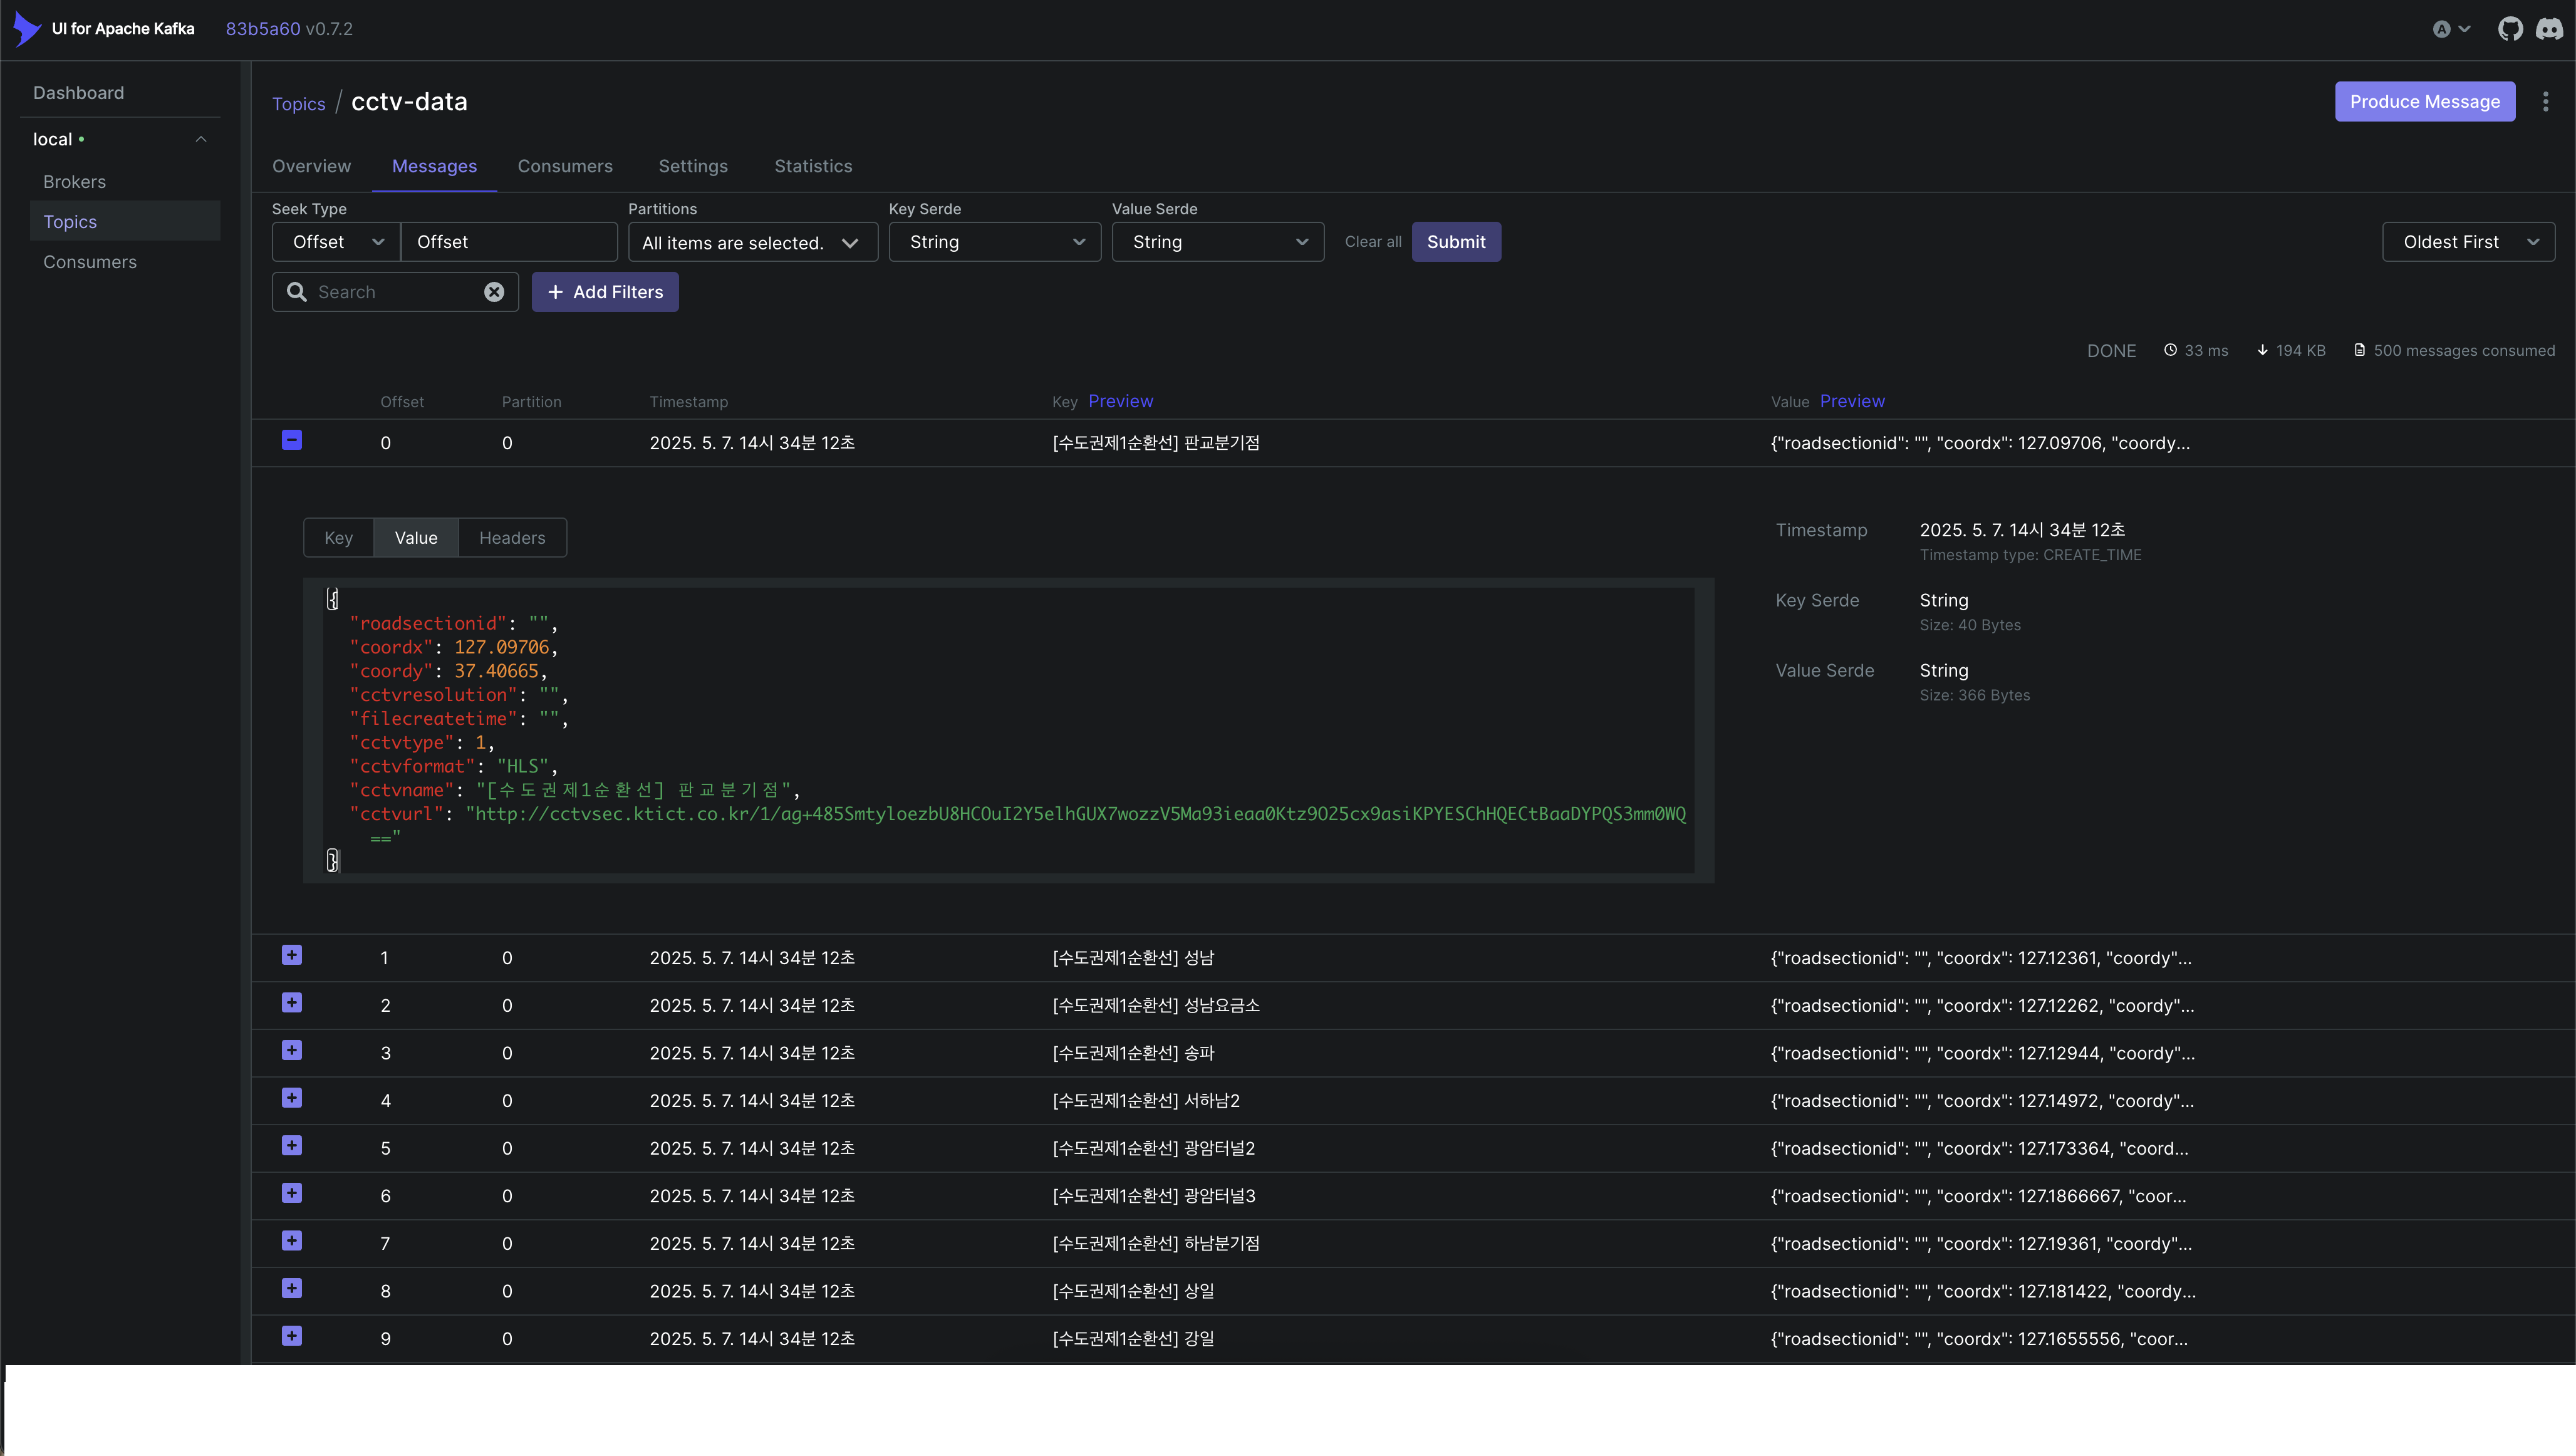 UI for Apache Kafka 83b5a60 v0.7.2 A
Dashboard
local
Brokers
Topics
Consumers
Topics / cctv-data
Produce Message
Overview Messages Consumers Settings Statistics
Seek Type Partitions Key Serde Value Serde
Offset Offset All items are selected. String String Clear all Submit Oldest First
Search Add Filters
DONE 33 ms 194 KB 500 messages consumed
Offset Partition Timestamp Key Preview Value Preview
0 0 2025. 5. 7. 14시 34분 12초 [수도권제1순환선] 판교분기점 {"roadsectionid": "", "coordx": 127.09706, "coordy...
Key Value Headers
{
"roadsectionid": "",
"coordx": 127.09706,
"coordy": 37.40665,
"cctvresolution": "",
"filecreatetime": "",
"cctvtype": 1,
"cctvformat": "HLS",
"cctvname": "[수도권제1순환선] 판교분기점",
"cctvurl": "http://cctvsec.ktict.co.kr/1/ag+485SmtyloezbU8HCOuI2Y5elhGUX7wozzV5Ma93ieaa0Ktz9O25cx9asiKPYESChHQECtBaaDYPQS3mm0WQ
=="
}
Timestamp 2025. 5. 7. 14시 34분 12초
Timestamp type: CREATE_TIME
Key Serde String
Size: 40 Bytes
Value Serde String
Size: 366 Bytes
1 0 2025. 5. 7. 14시 34분 12초 [수도권제1순환선] 성남 {"roadsectionid": "", "coordx": 127.12361, "coordy"...
2 0 2025. 5. 7. 14시 34분 12초 [수도권제1순환선] 성남요금소 {"roadsectionid": "", "coordx": 127.12262, "coordy"...
3 0 2025. 5. 7. 14시 34분 12초 [수도권제1순환선] 송파 {"roadsectionid": "", "coordx": 127.12944, "coordy"...
4 0 2025. 5. 7. 14시 34분 12초 [수도권제1순환선] 서하남2 {"roadsectionid": "", "coordx": 127.14972, "coordy"...
5 0 2025. 5. 7. 14시 34분 12초 [수도권제1순환선] 광암터널2 {"roadsectionid": "", "coordx": 127.173364, "coord...
6 0 2025. 5. 7. 14시 34분 12초 [수도권제1순환선] 광암터널3 {"roadsectionid": "", "coordx": 127.1866667, "coor...
7 0 2025. 5. 7. 14시 34분 12초 [수도권제1순환선] 하남분기점 {"roadsectionid": "", "coordx": 127.19361, "coordy"...
8 0 2025. 5. 7. 14시 34분 12초 [수도권제1순환선] 상일 {"roadsectionid": "", "coordx": 127.181422, "coordy...
9 0 2025. 5. 7. 14시 34분 12초 [수도권제1순환선] 강일 {"roadsectionid": "", "coordx": 127.1655556, "coor...